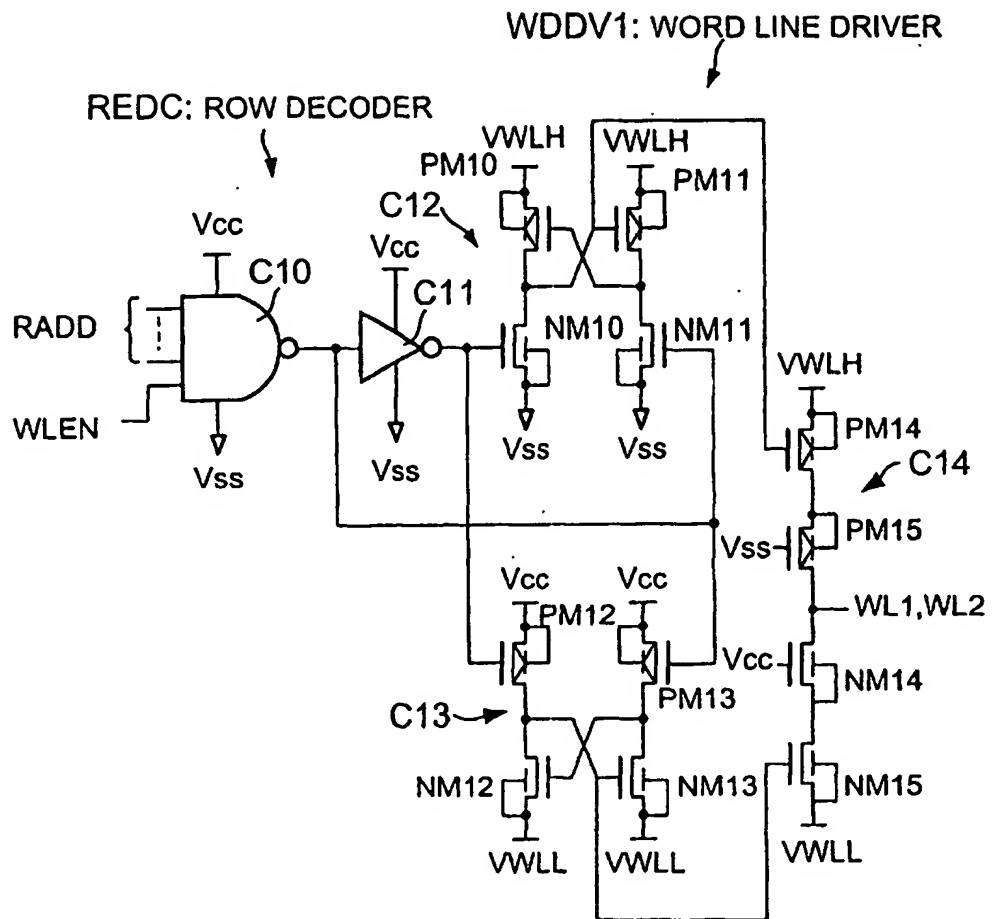 WDDV1: WORD LINE DRIVER
REDC: ROW DECODER
VWLH VWLH
PM10 PM11
C12
Vcc Vcc
C10 C11
RADD
NM10 NM11
VWLH
WLEN
Vss Vss Vss Vss
PM14
C14
PM15
Vss
Vcc Vcc
PM12
WL1,WL2
Vcc
NM14
PM13
C13
NM12 NM13 NM15
VWLL VWLL VWLL